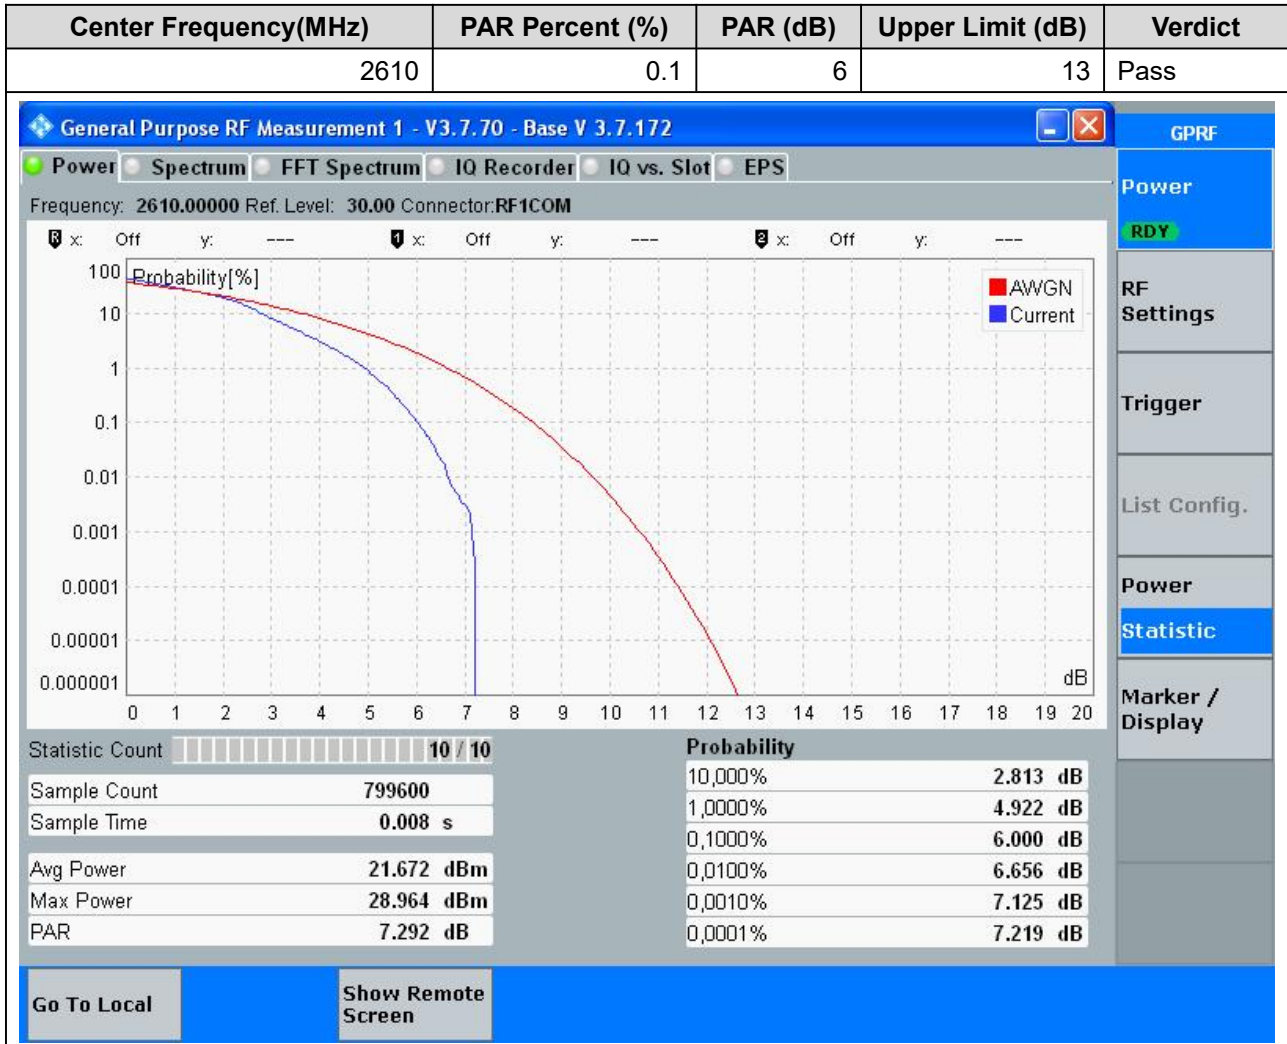 Center Frequency(MHz) PAR Percent (%) PAR (dB) Upper Limit (dB) Verdict
2610 0.1 6 13 Pass
General Purpose RF Measurement 1 - V3.7.70 - Base V 3.7.172
GPRF
Power Spectrum FFT Spectrum IQ Recorder IQ vs. Slot EPS
Frequency: 2610.00000 Ref. Level: 30.00 Connector:RF1COM
R x: Off y: --- 1 x: Off y: --- 2 x: Off y: ---
Probability[%]
AWGN
Current
100
10
1
0.1
0.01
0.001
0.0001
0.00001
0.000001
dB
0 1 2 3 4 5 6 7 8 9 10 11 12 13 14 15 16 17 18 19 20
Statistic Count 10 / 10
Sample Count 799600
Sample Time 0.008 s
Avg Power 21.672 dBm
Max Power 28.964 dBm
PAR 7.292 dB
Probability
10,000% 2.813 dB
1,0000% 4.922 dB
0,1000% 6.000 dB
0,0100% 6.656 dB
0,0010% 7.125 dB
0,0001% 7.219 dB
Power
RDY
RF
Settings
Trigger
List Config.
Power
Statistic
Marker /
Display
Go To Local
Show Remote
Screen